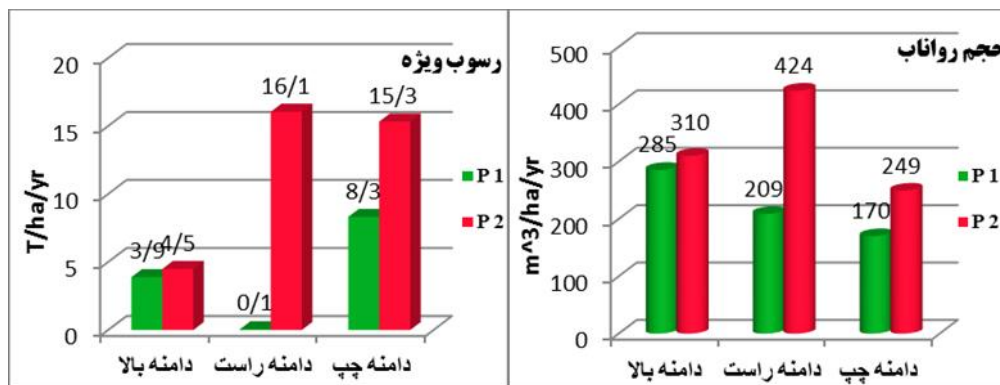 رسوب ویژه
T/ha/yr
20
15
10
5
0
3/9
4/5
0/1
16/1
8/3
15/3
دامنه بالا
دامنه راست
دامنه چپ
P 1
P 2
حجم رواناب
m^3/ha/yr
500
400
300
200
100
0
285
310
209
424
170
249
دامنه بالا
دامنه راست
دامنه چپ
P 1
P 2